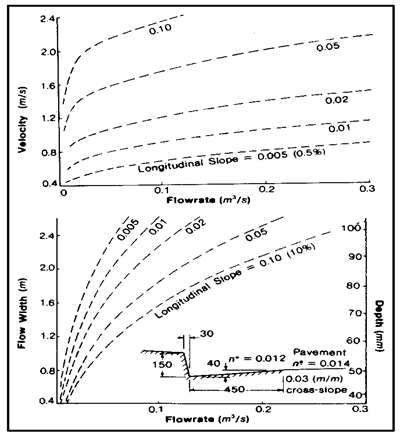 2.4
2.0
1.6
1.2
0.8
0.4
Velocity (m/s)
0.10
0.05
0.02
0.01
Longitudinal Slope = 0.005 (0.5%)
0 0.1 0.2 0.3
Flowrate (m³/s)
2.4
2.0
1.6
1.2
0.8
0.4
Flow Width (m)
0.005
0.01
0.02
0.05
Longitudinal Slope = 0.10 (10%)
100
90
80
70
60
50
40
Depth (mm)
30
150
40
n* = 0.012
Pavement
n* = 0.014
0.03 (m/m)
cross-slope
450
0.1 0.2 0.3
Flowrate (m³/s)